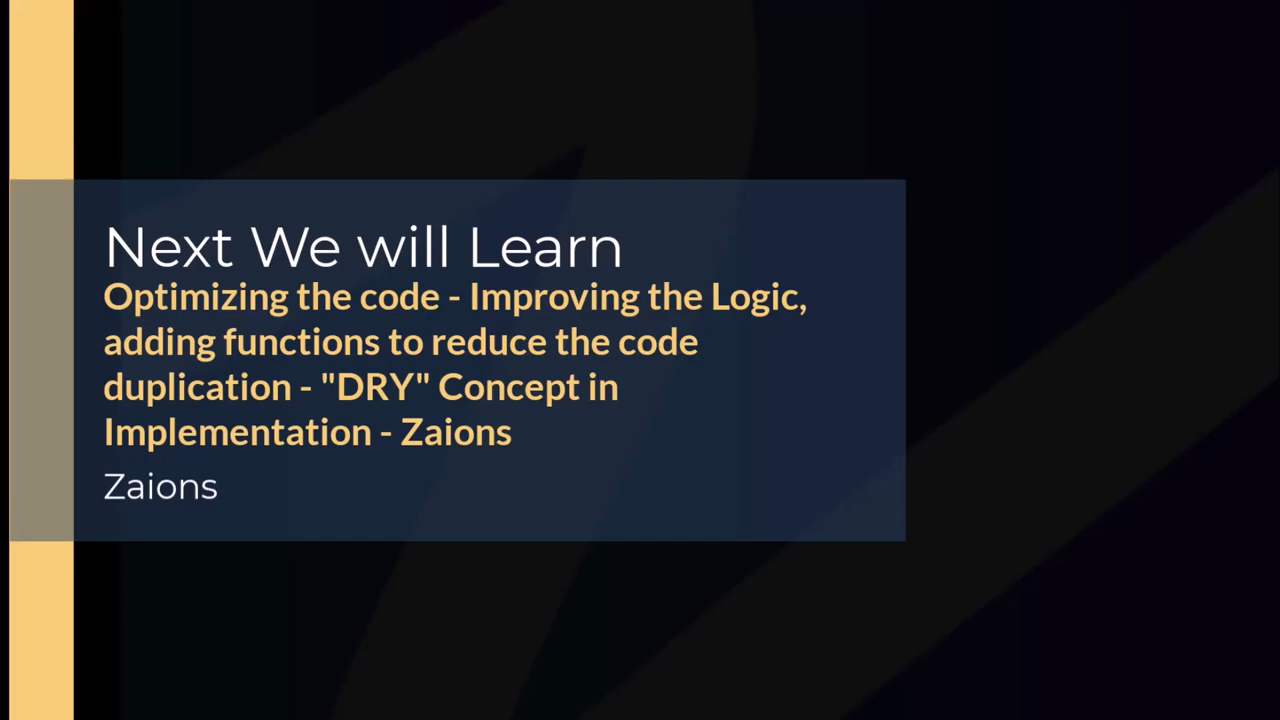 Next We will Learn
Optimizing the code - Improving the Logic,
adding functions to reduce the code
duplication - "DRY" Concept in
Implementation - Zaions
Zaions